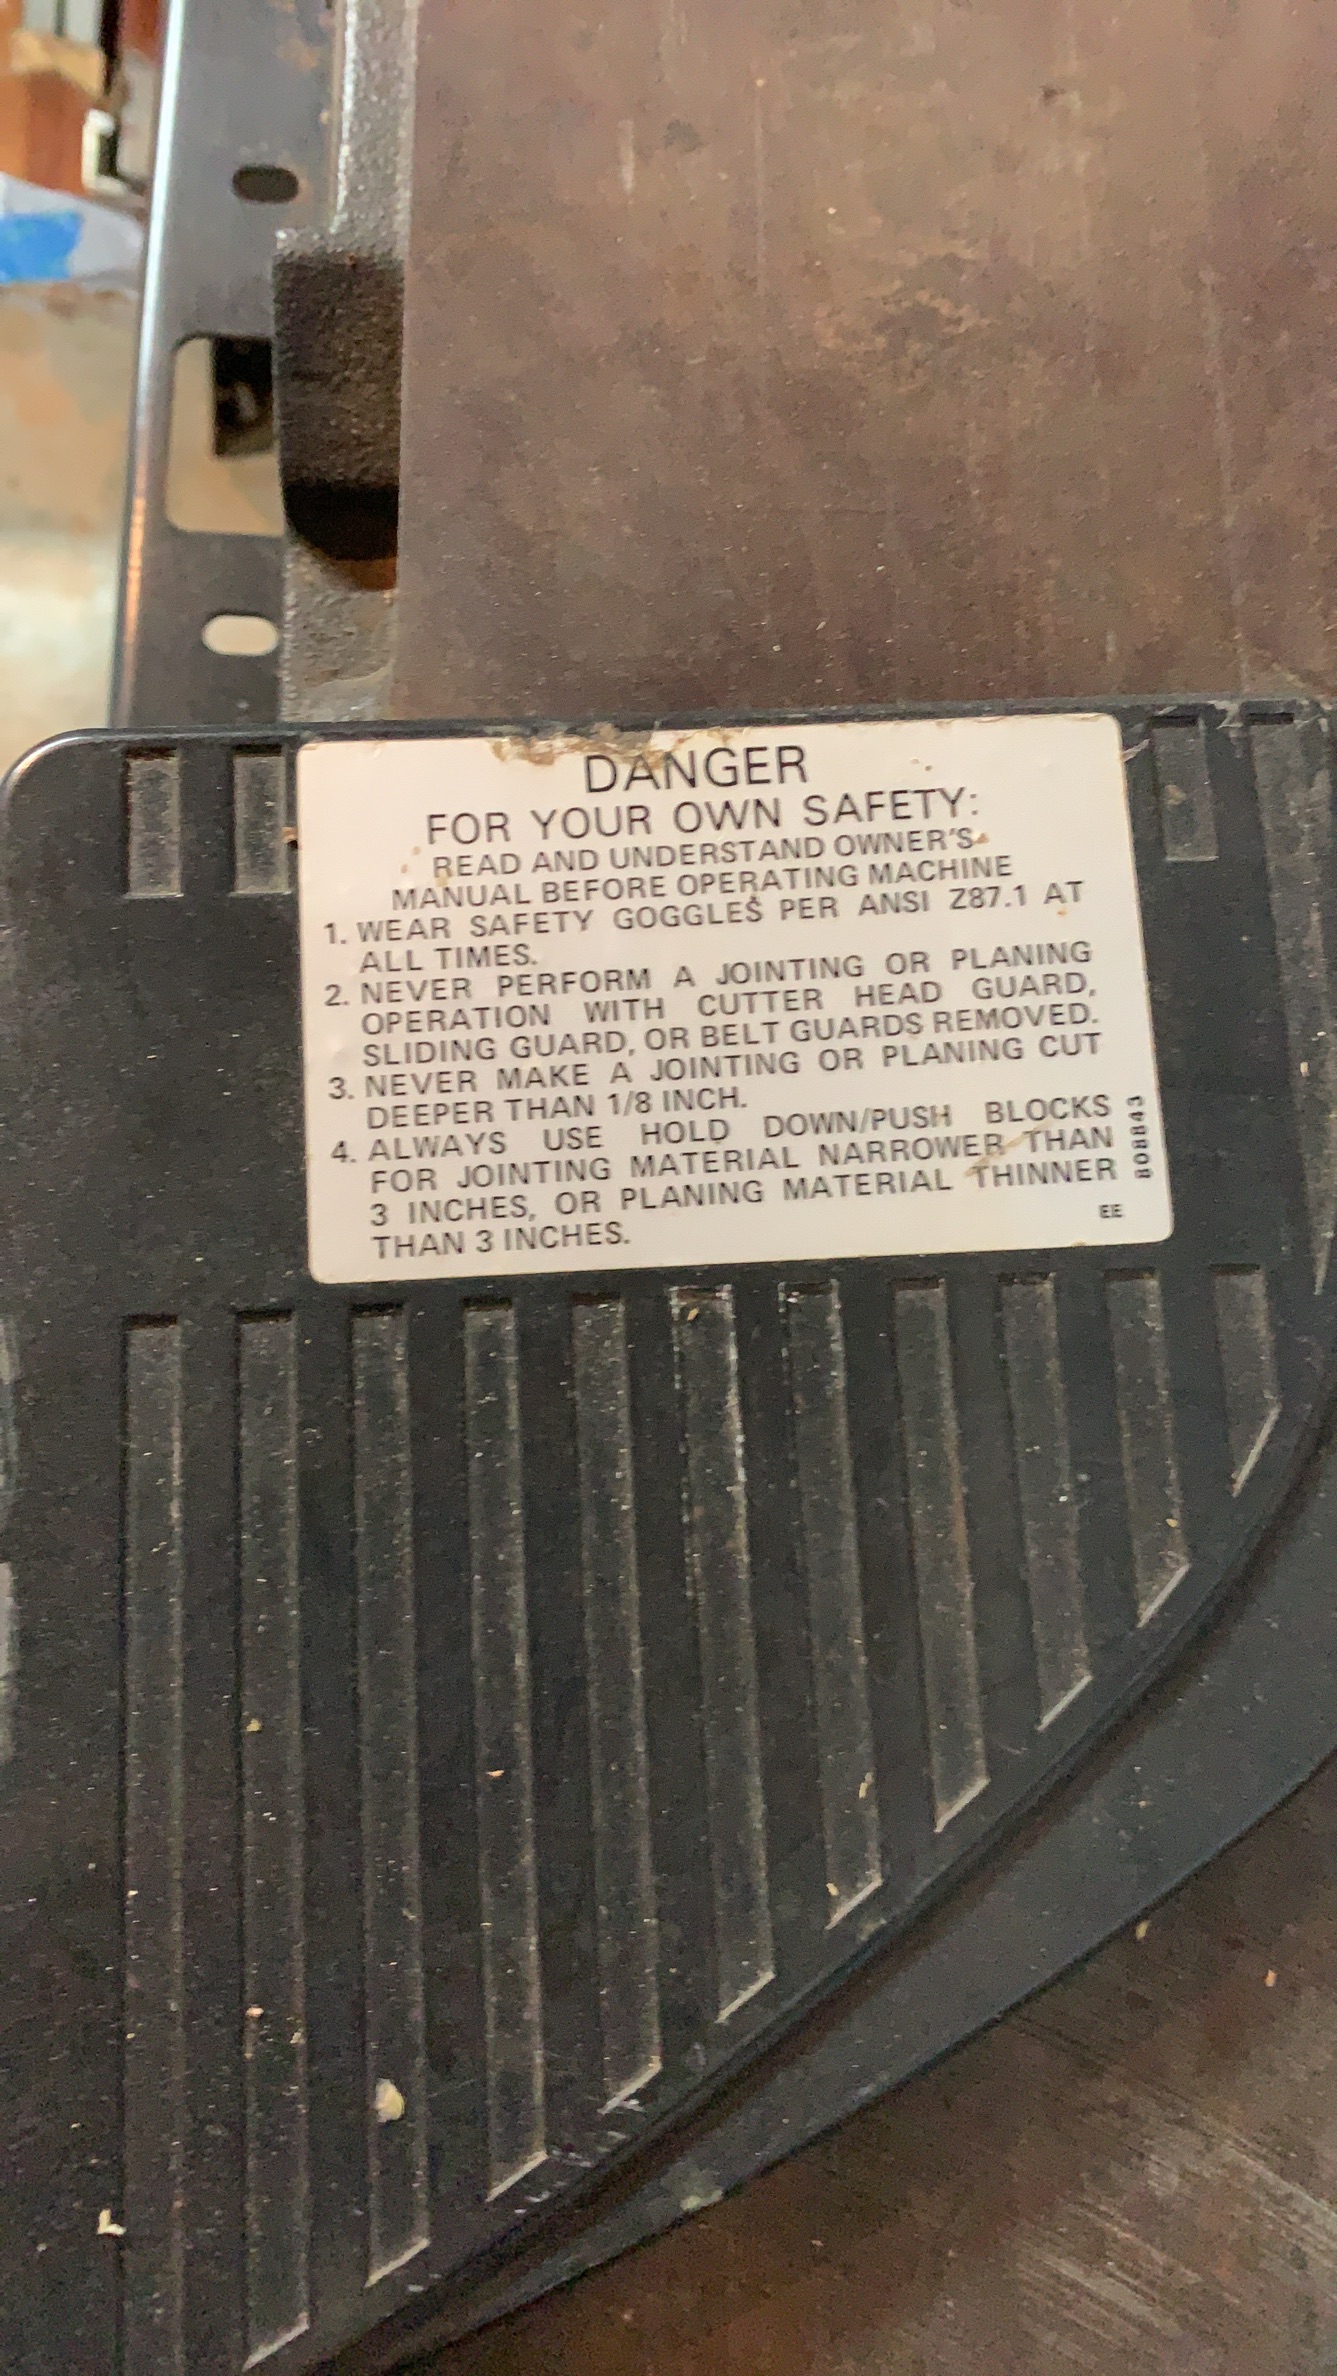 DANGER
FOR YOUR OWN SAFETY:
READ AND UNDERSTAND OWNER'S
MANUAL BEFORE OPERATING MACHINE
1. WEAR SAFETY GOGGLES PER ANSI Z87.1 AT
ALL TIMES.
2. NEVER PERFORM A JOINTING OR PLANING
OPERATION WITH CUTTER HEAD GUARD,
SLIDING GUARD, OR BELT GUARDS REMOVED.
3. NEVER MAKE A JOINTING OR PLANING CUT
DEEPER THAN 1/8 INCH.
4. ALWAYS USE HOLD DOWN/PUSH BLOCKS
FOR JOINTING MATERIAL NARROWER THAN
3 INCHES, OR PLANING MATERIAL THINNER
THAN 3 INCHES.
EE
808843